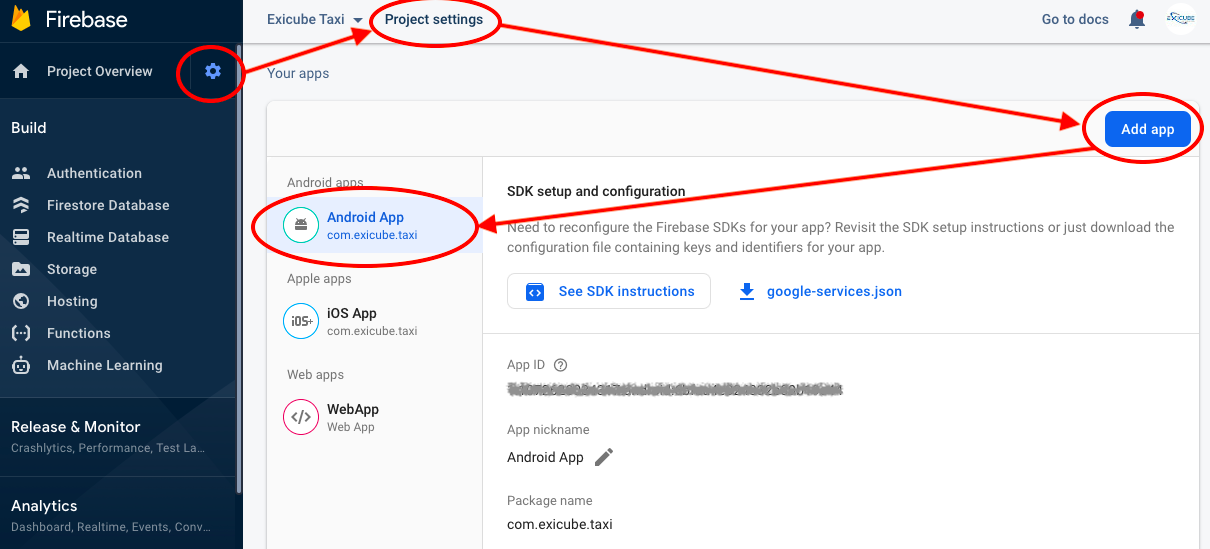 Firebase
Project Overview
Build
Authentication
Firestore Database
Realtime Database
Storage
Hosting
Functions
Machine Learning
Release & Monitor
Crashlytics, Performance, Test La...
Analytics
Dashboard, Realtime, Events, Conv...
Exicube Taxi
Project settings
Go to docs
EXICUBE
Your apps
Add app
Android apps
Android App
com.exicube.taxi
Apple apps
iOS+
iOS App
com.exicube.taxi
Web apps
</>
WebApp
Web App
SDK setup and configuration
Need to reconfigure the Firebase SDKs for your app? Revisit the SDK setup instructions or just download the
configuration file containing keys and identifiers for your app.
See SDK instructions
google-services.json
App ID
App nickname
Android App
Package name
com.exicube.taxi